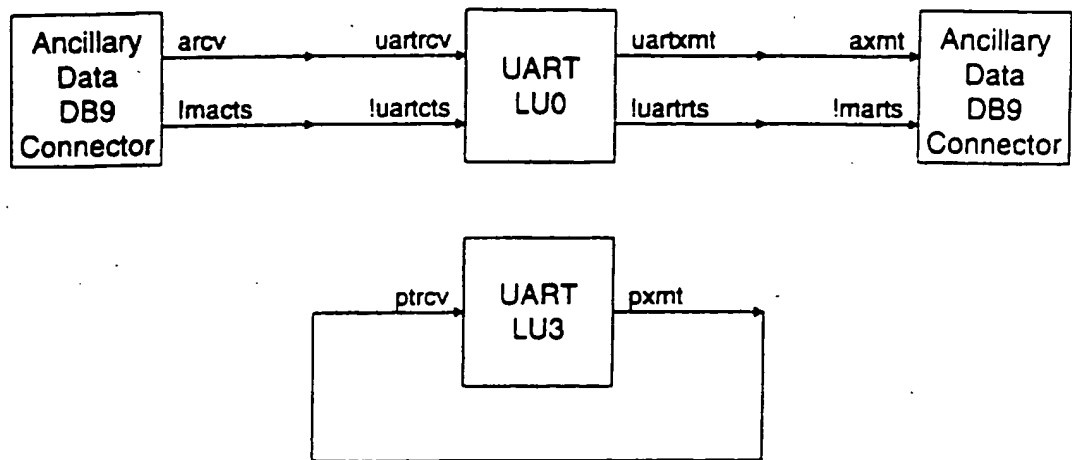 Ancillary
Data
DB9
Connector
arcv
uartrcv
!macts
!uartcts
UART
LU0
uartxmt
axmt
!uartrts
!marts
Ancillary
Data
DB9
Connector
ptrcv
UART
LU3
pxmt